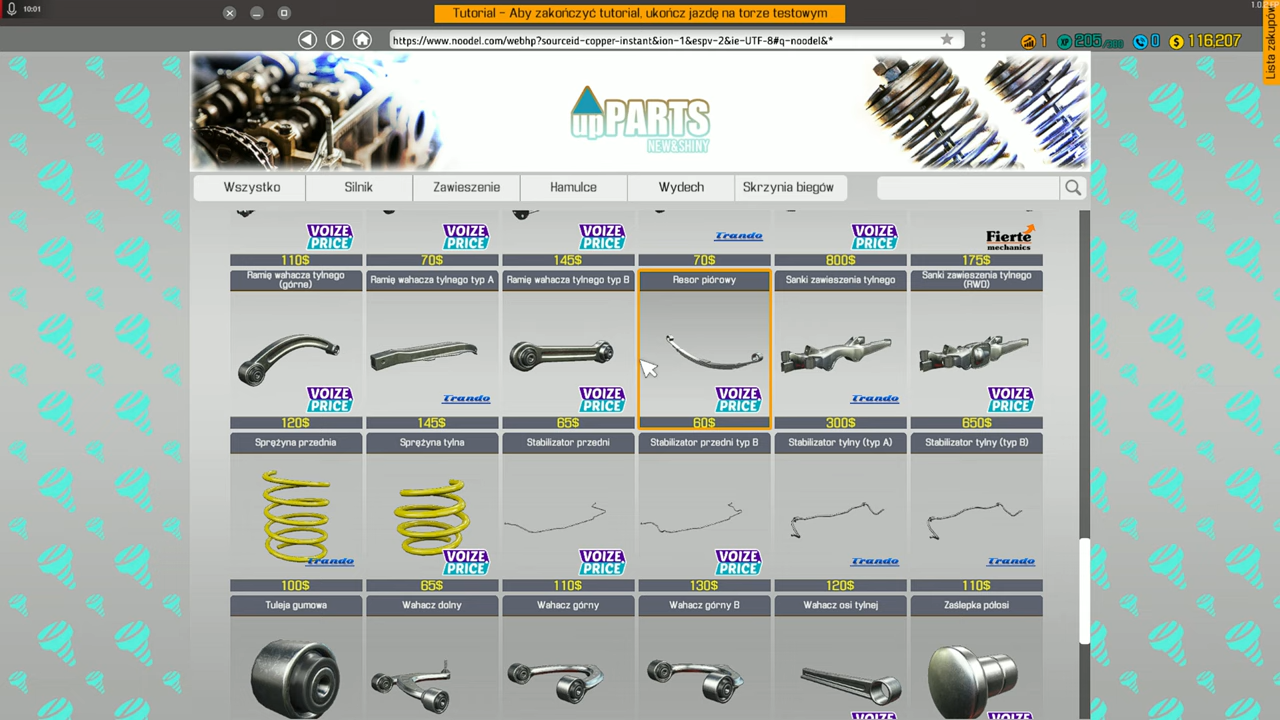 10:01
Tutorial - Aby zakończyć tutorial, ukończ jazdę na torze testowym
https://www.noodel.com/webhp?sourceid-copper-instant&ion-1&espv-2&ie-UTF-8#q-noodel&*
1 XP 205 0 $ 116,207
Lista zakupów
upPARTS
NEW&SHINY
Wszystko Silnik Zawieszenie Hamulce Wydech Skrzynia biegów
VOIZE PRICE VOIZE PRICE VOIZE PRICE Trando VOIZE PRICE Fierte mechanics
110$ 70$ 145$ 70$ 800$ 175$
Ramię wahacza tylnego (górne) Ramię wahacza tylnego typ A Ramię wahacza tylnego typ B Resor piórowy Sanki zawieszenia tylnego Sanki zawieszenia tylnego (RWD)
VOIZE PRICE Trando VOIZE PRICE VOIZE PRICE Trando VOIZE PRICE
120$ 145$ 65$ 60$ 300$ 650$
Sprężyna przednia Sprężyna tylna Stabilizator przedni Stabilizator przedni typ B Stabilizator tylny (typ A) Stabilizator tylny (typ B)
Trando VOIZE PRICE VOIZE PRICE VOIZE PRICE Trando Trando
100$ 65$ 110$ 130$ 120$ 110$
Tuleja gumowa Wahacz dolny Wahacz górny Wahacz górny B Wahacz osi tylnej Zaślepka półosi
VOIZE VOIZE